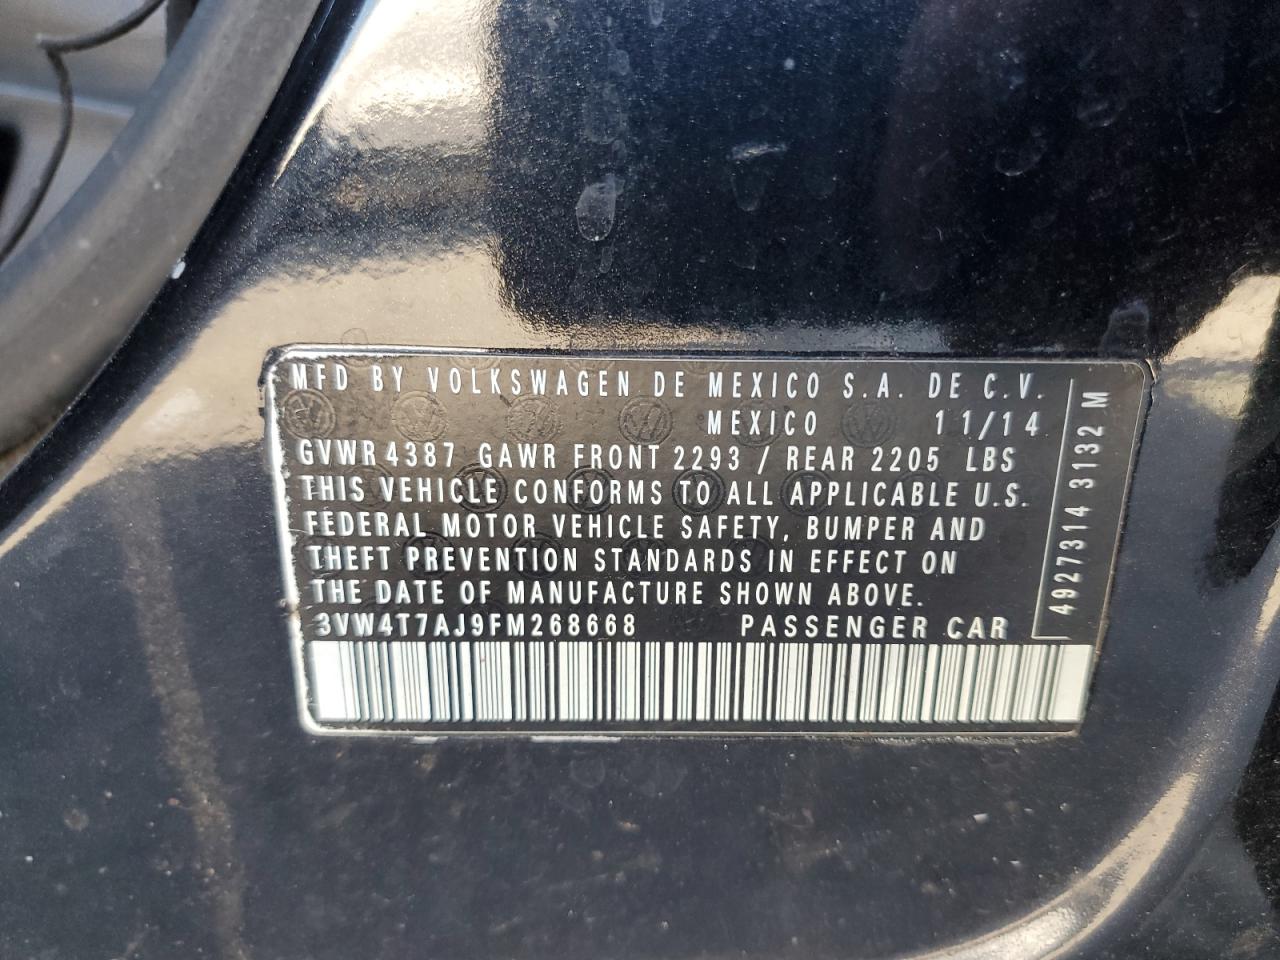 MFD BY VOLKSWAGEN DE MEXICO S.A. DE C.V.
MEXICO 11/14
GVWR 4387 GAWR FRONT 2293 / REAR 2205 LBS
THIS VEHICLE CONFORMS TO ALL APPLICABLE U.S.
FEDERAL MOTOR VEHICLE SAFETY, BUMPER AND
THEFT PREVENTION STANDARDS IN EFFECT ON
THE DATE OF MANUFACTURE SHOWN ABOVE.
3VW4T7AJ9FM268668 PASSENGER CAR
4927314 3132 M